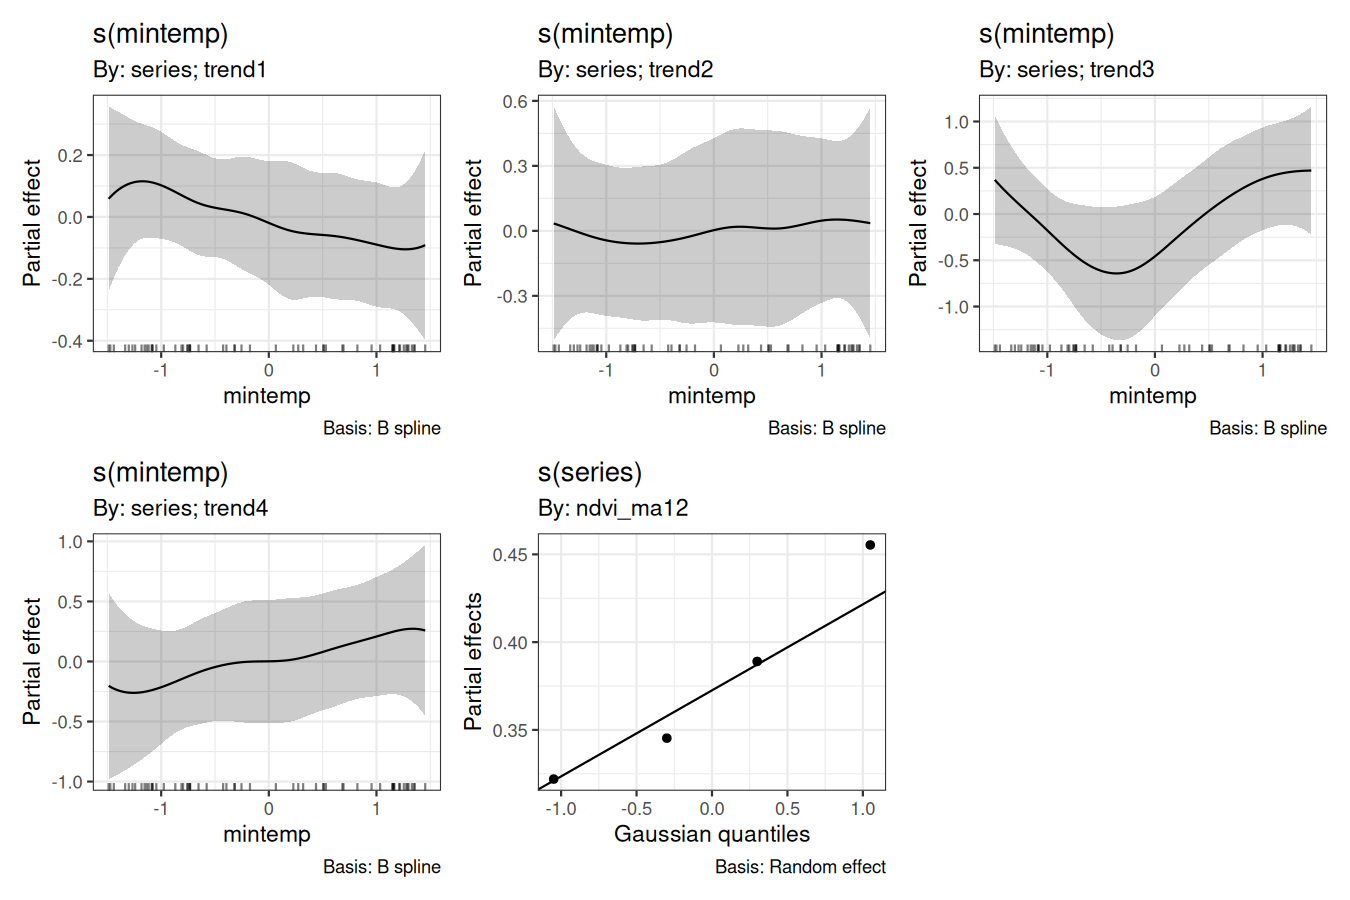 s(mintemp)
By: series; trend1
0.2
0.0
-0.2
-0.4
Partial effect
-1 0 1
mintemp
Basis: B spline
s(mintemp)
By: series; trend2
0.6
0.3
0.0
-0.3
Partial effect
-1 0 1
mintemp
Basis: B spline
s(mintemp)
By: series; trend3
1.0
0.5
0.0
-0.5
-1.0
Partial effect
-1 0 1
mintemp
Basis: B spline
s(mintemp)
By: series; trend4
1.0
0.5
0.0
-0.5
-1.0
Partial effect
-1 0 1
mintemp
Basis: B spline
s(series)
By: ndvi_ma12
0.45
0.40
0.35
Partial effects
-1.0 -0.5 0.0 0.5 1.0
Gaussian quantiles
Basis: Random effect